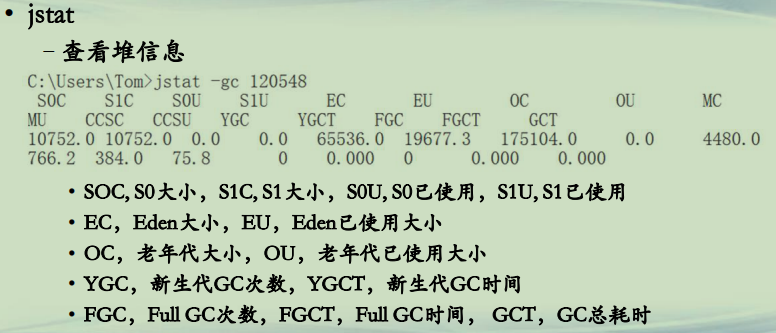 • jstat
– 查看堆信息
C:\Users\Tom>jstat -gc 120548
S0C S1C S0U S1U EC EU OC OU MC
MU CCSC CCSU YGC YGCT FGC FGCT GCT
10752.0 10752.0 0.0 0.0 65536.0 19677.3 175104.0 0.0 4480.0
766.2 384.0 75.8 0 0.000 0 0.000 0.000
• SOC, S0大小，S1C, S1大小，S0U, S0已使用，S1U, S1已使用
• EC，Eden大小，EU，Eden已使用大小
• OC，老年代大小，OU，老年代已使用大小
• YGC，新生代GC次数，YGCT，新生代GC时间
• FGC，Full GC次数，FGCT，Full GC时间， GCT，GC总耗时